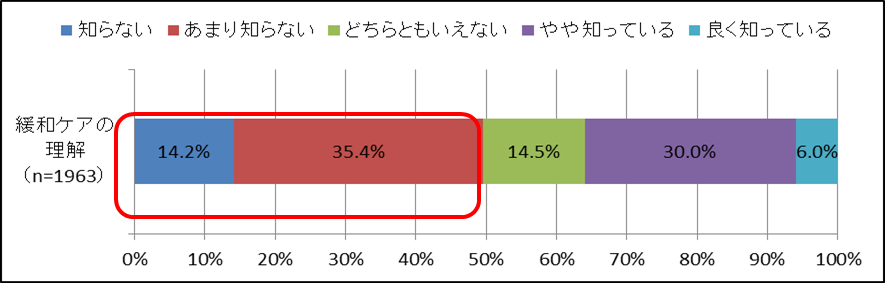 知らない あまり知らない どちらともいえない やや知っている 良く知っている
緩和ケアの
理解
（n=1963）
14.2% 35.4% 14.5% 30.0% 6.0%
0% 10% 20% 30% 40% 50% 60% 70% 80% 90% 100%